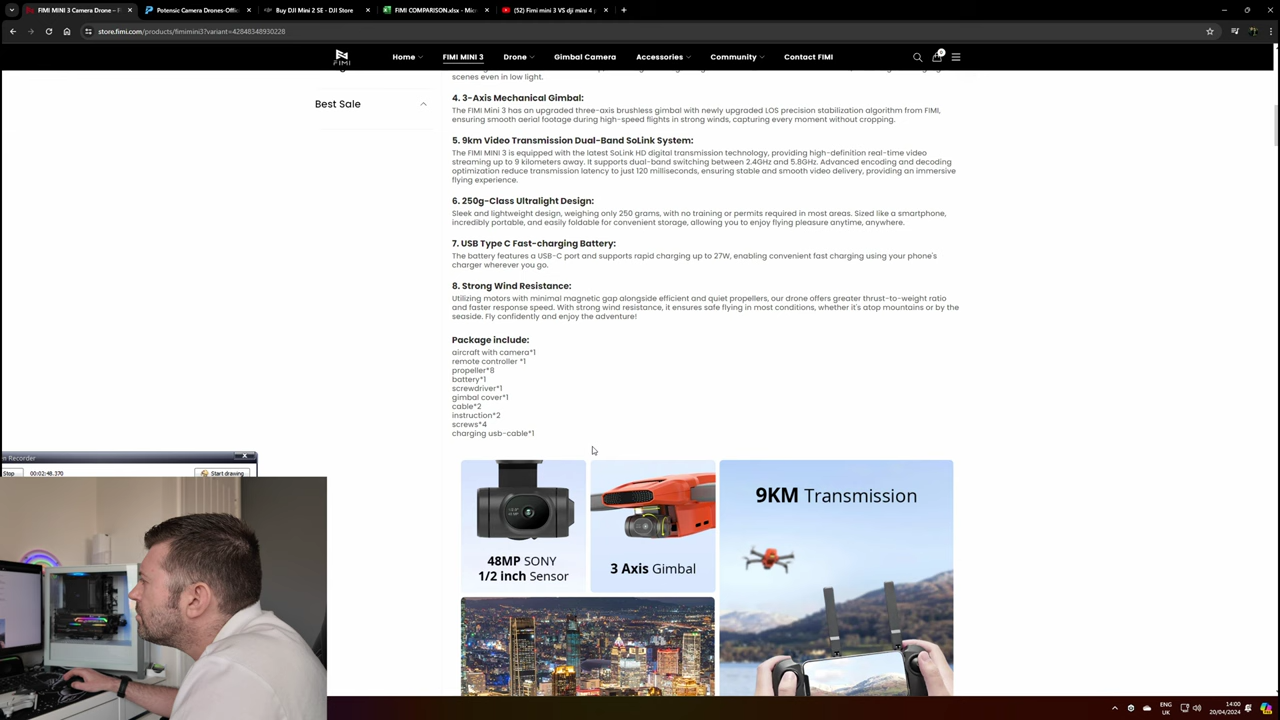 FIMI MINI 3 Camera Drone – F
Potensic Camera Drones-Offi
Buy DJI Mini 2 SE - DJI Store
FIMI COMPARISON.xlsx - Mic
(52) Fimi mini 3 VS dji mini 4
store.fimi.com/products/fimimini3?variant=42848348930228
FIMI
Home
FIMI MINI 3
Drone
Gimbal Camera
Accessories
Community
Contact FIMI
0
scenes even in low light.
Best Sale
4. 3-Axis Mechanical Gimbal:
The FIMI Mini 3 has an upgraded three-axis brushless gimbal with newly upgraded LOS precision stabilization algorithm from FIMI,
ensuring smooth aerial footage during high-speed flights in strong winds, capturing every moment without cropping.
5. 9km Video Transmission Dual-Band SoLink System:
The FIMI MINI 3 is equipped with the latest SoLink HD digital transmission technology, providing high-definition real-time video
streaming up to 9 kilometers away. It supports dual-band switching between 2.4GHz and 5.8GHz. Advanced encoding and decoding
optimization reduce transmission latency to just 120 milliseconds, ensuring stable and smooth video delivery, providing an immersive
flying experience.
6. 250g-Class Ultralight Design:
Sleek and lightweight design, weighing only 250 grams, with no training or permits required in most areas. Sized like a smartphone,
incredibly portable, and easily foldable for convenient storage, allowing you to enjoy flying pleasure anytime, anywhere.
7. USB Type C Fast-charging Battery:
The battery features a USB-C port and supports rapid charging up to 27W, enabling convenient fast charging using your phone's
charger wherever you go.
8. Strong Wind Resistance:
Utilizing motors with minimal magnetic gap alongside efficient and quiet propellers, our drone offers greater thrust-to-weight ratio
and faster response speed. With strong wind resistance, it ensures safe flying in most conditions, whether it's atop mountains or by the
seaside. Fly confidently and enjoy the adventure!
Package include:
aircraft with camera*1
remote controller *1
propeller*8
battery*1
screwdriver*1
gimbal cover*1
cable*2
instruction*2
screws*4
charging usb-cable*1
n Recorder
Stop
00:02:48.370
Start drawing
48MP SONY
1/2 inch Sensor
3 Axis Gimbal
9KM Transmission
ENG
UK
14:00
20/04/2024